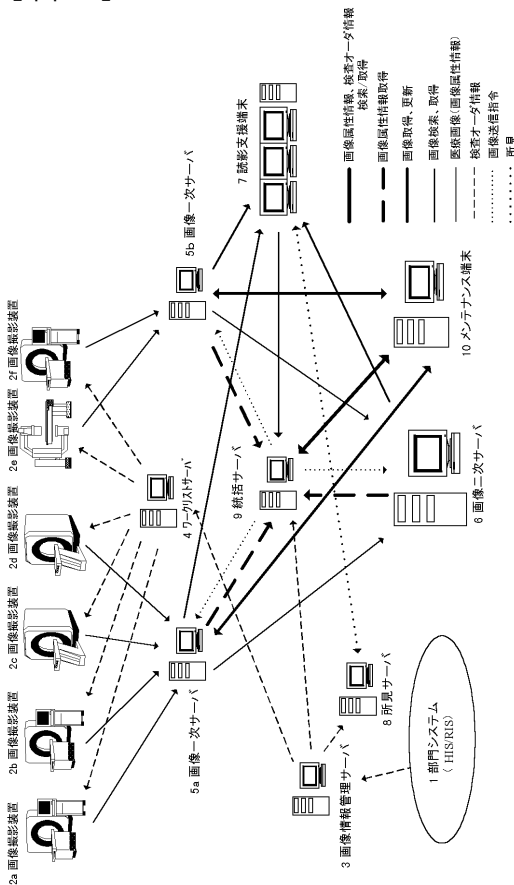 2a 画像撮影装置
2b 画像撮影装置
2c 画像撮影装置
2d 画像撮影装置
2e 画像撮影装置
2f 画像撮影装置
4 ワークリストサーバ
5a 画像一次サーバ
5b 画像一次サーバ
7 読影支援端末
9 統括サーバ
3 画像情報管理サーバ
8 所見サーバ
6 画像二次サーバ
10 メンテナンス端末
1 部門システム
( HIS/RIS)
画像属性情報、検査オーダ情報
検索/取得
画像属性情報取得
画像取得、更新
画像検索、取得
医療画像(画像属性情報)
検査オーダ情報
画像送信指令
所見